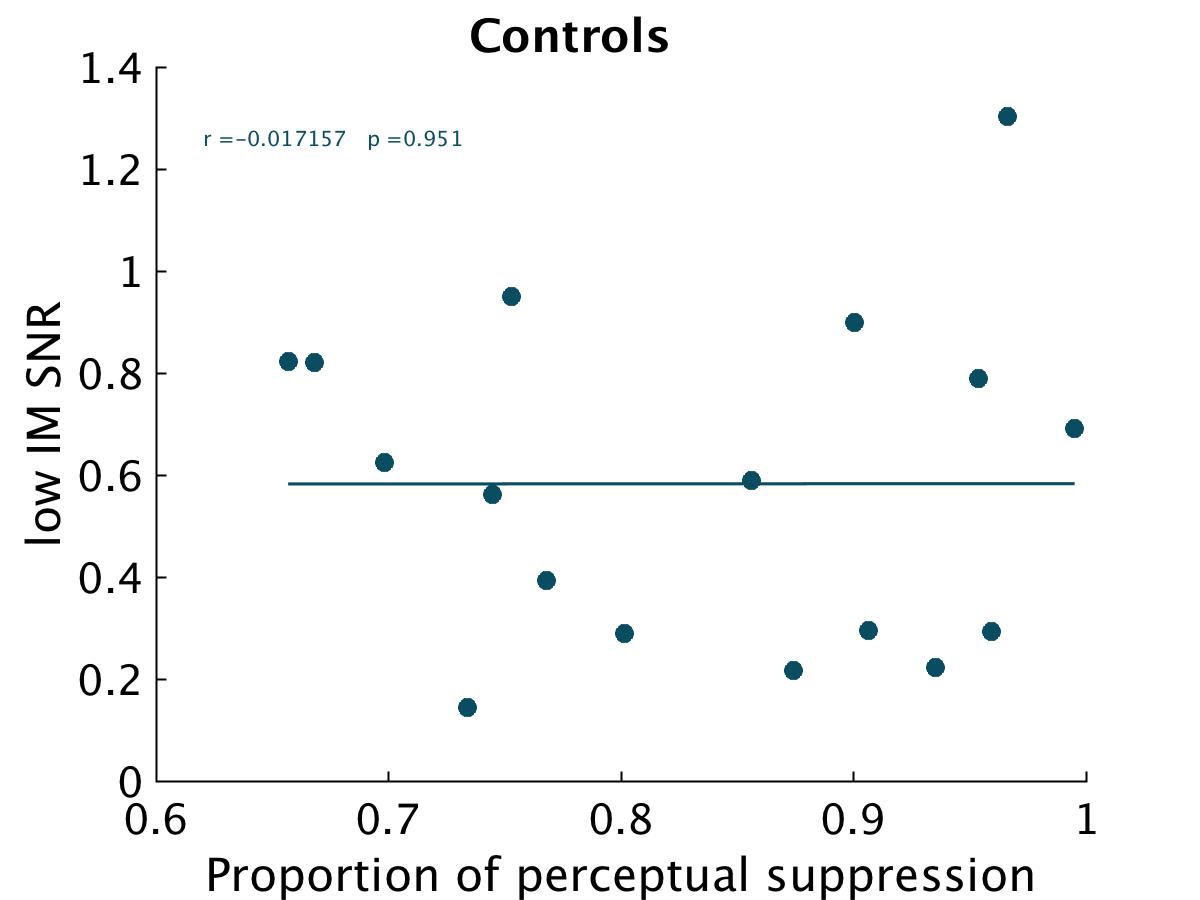 Controls
1.4
r =-0.017157 p =0.951
1.2
1
0.8
0.6
0.4
0.2
0
low IM SNR
0.6 0.7 0.8 0.9 1
Proportion of perceptual suppression